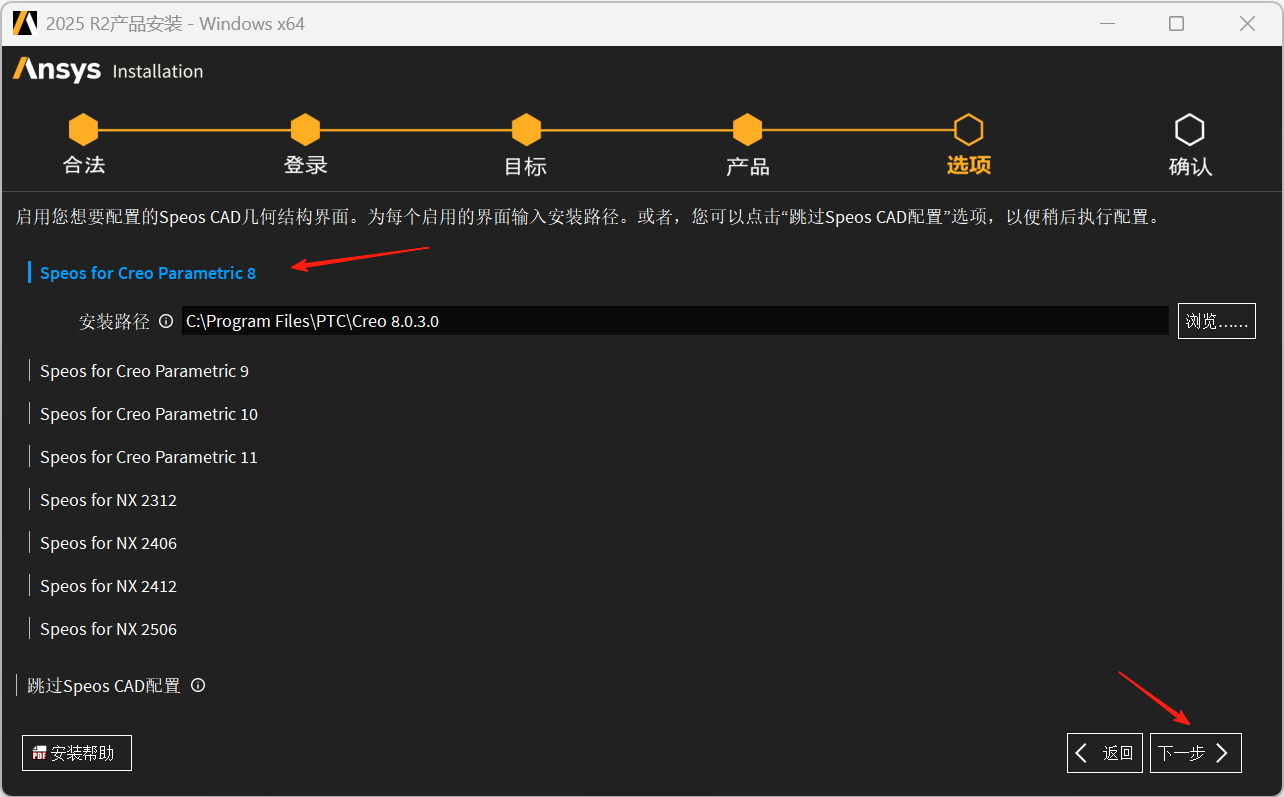 2025 R2产品安装 - Windows x64
Ansys Installation
合法 登录 目标 产品 选项 确认
启用您想要配置的Speos CAD几何结构界面。为每个启用的界面输入安装路径。或者，您可以点击“跳过Speos CAD配置”选项，以便稍后执行配置。
Speos for Creo Parametric 8
安装路径 C:\Program Files\PTC\Creo 8.0.3.0 浏览……
Speos for Creo Parametric 9
Speos for Creo Parametric 10
Speos for Creo Parametric 11
Speos for NX 2312
Speos for NX 2406
Speos for NX 2412
Speos for NX 2506
跳过Speos CAD配置
PDF 安装帮助 返回 下一步